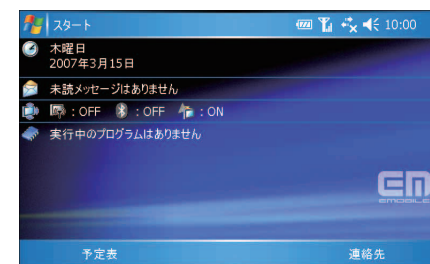 スタート 10:00
木曜日
2007年3月15日
未読メッセージはありません
: OFF : OFF : ON
実行中のプログラムはありません
EM
EMOBILE
予定表 連絡先